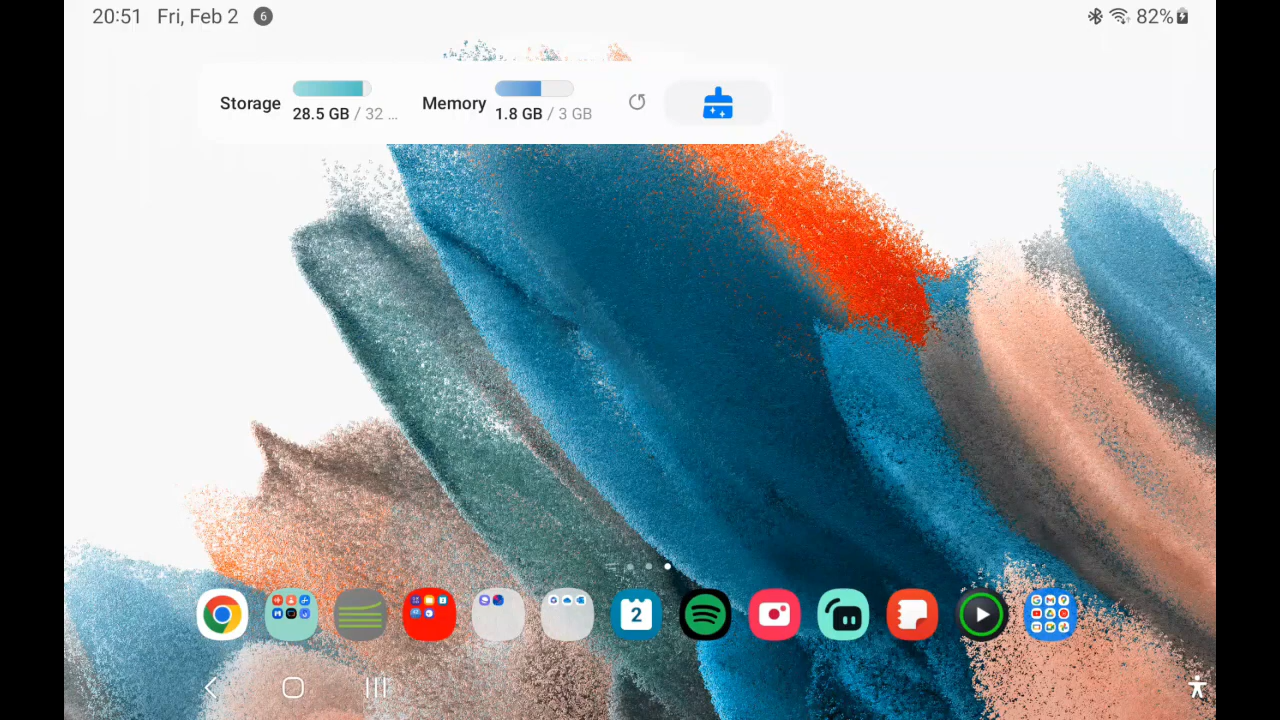 20:51 Fri, Feb 2 6
82%
Storage 28.5 GB / 32 ...
Memory 1.8 GB / 3 GB
2